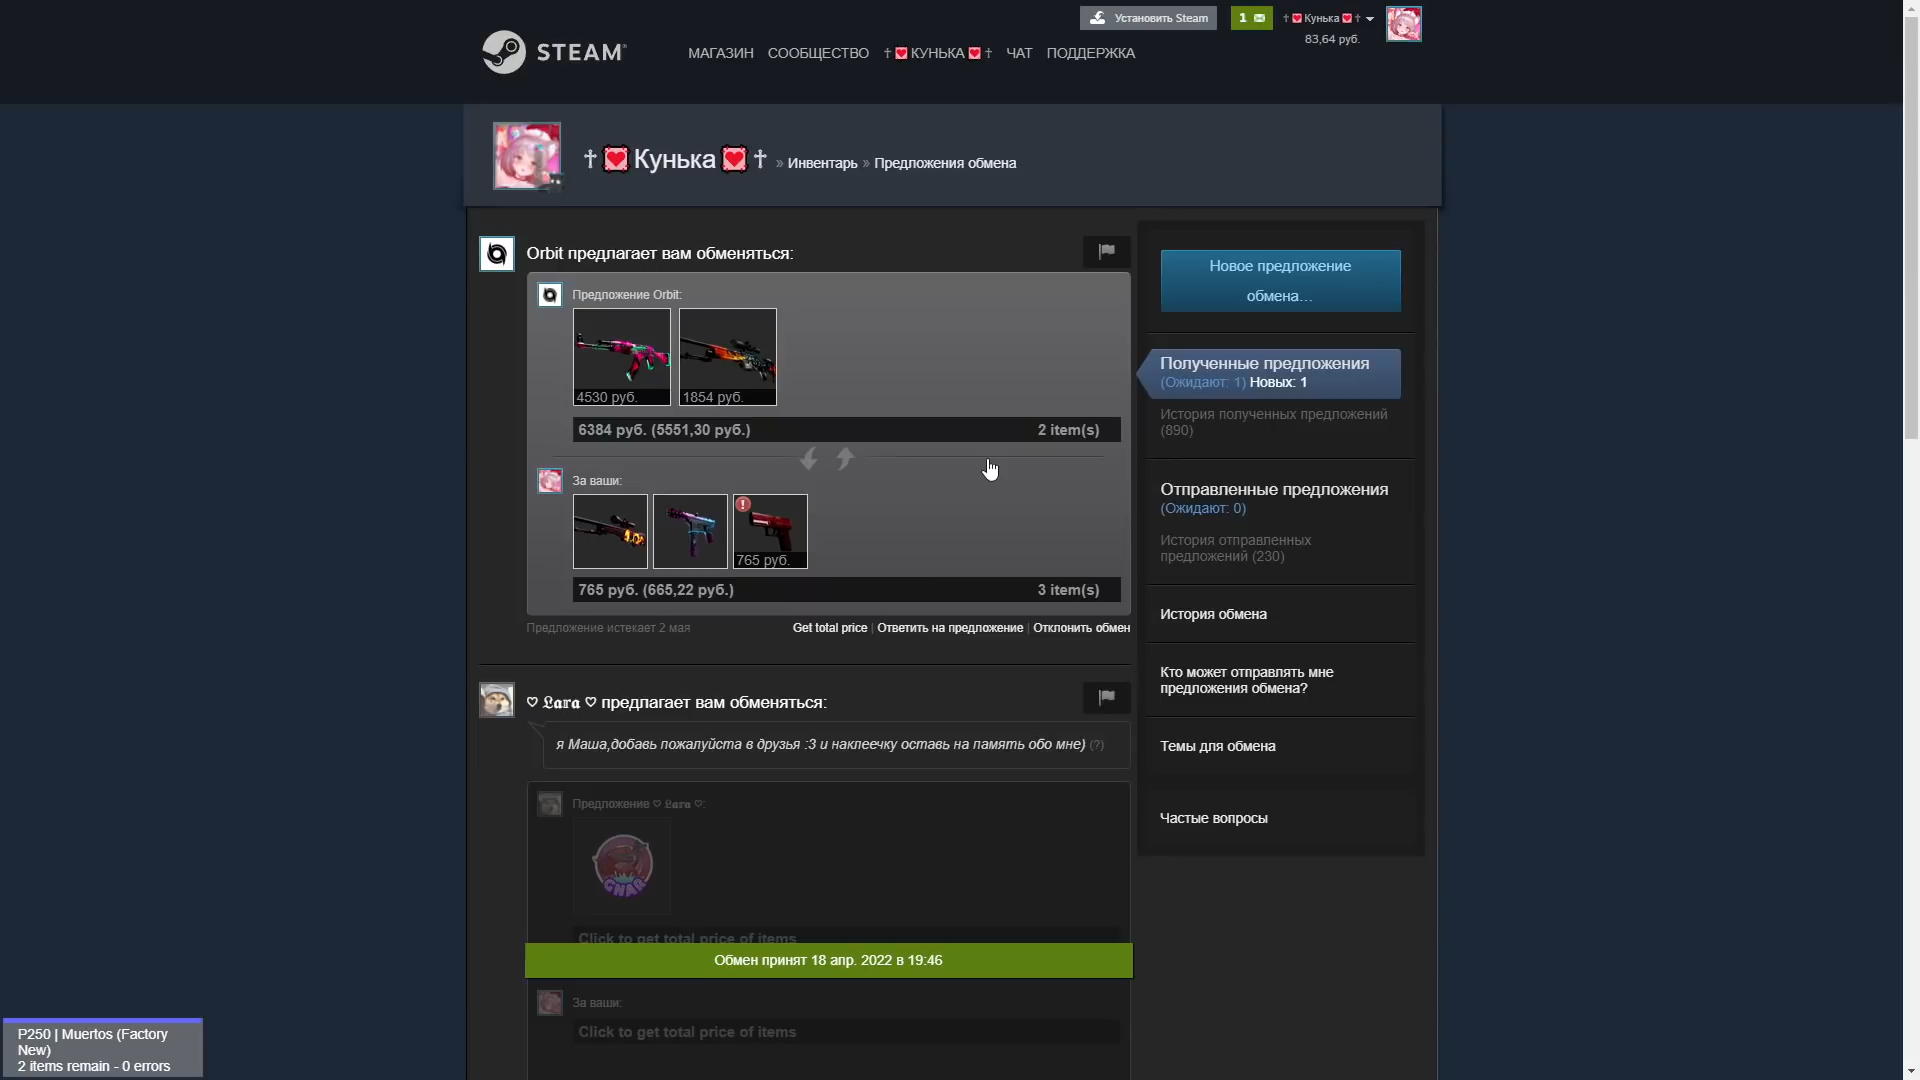 Установить Steam
1
†💟Кунька💟†
83,64 руб.
STEAM
МАГАЗИН СООБЩЕСТВО †💟КУНЬКА💟† ЧАТ ПОДДЕРЖКА
†💟Кунька💟† » Инвентарь » Предложения обмена
Orbit предлагает вам обменяться:
Предложение Orbit:
4530 руб.
1854 руб.
6384 руб. (5551,30 руб.) 2 item(s)
За ваши:
765 руб.
765 руб. (665,22 руб.) 3 item(s)
Предложение истекает 2 мая
Get total price | Ответить на предложение | Отклонить обмен
♡ 𝕷𝖆𝖗𝖆 ♡ предлагает вам обменяться:
я Маша,добавь пожалуйста в друзья :3 и наклеечку оставь на память обо мне) (?)
Предложение ♡ 𝕷𝖆𝖗𝖆 ♡:
GNAR
Click to get total price of items
Обмен принят 18 апр. 2022 в 19:46
За ваши:
Click to get total price of items
Новое предложение
обмена…
Полученные предложения
(Ожидают: 1) Новых: 1
История полученных предложений
(890)
Отправленные предложения
(Ожидают: 0)
История отправленных
предложений (230)
История обмена
Кто может отправлять мне
предложения обмена?
Темы для обмена
Частые вопросы
P250 | Muertos (Factory
New)
2 items remain - 0 errors